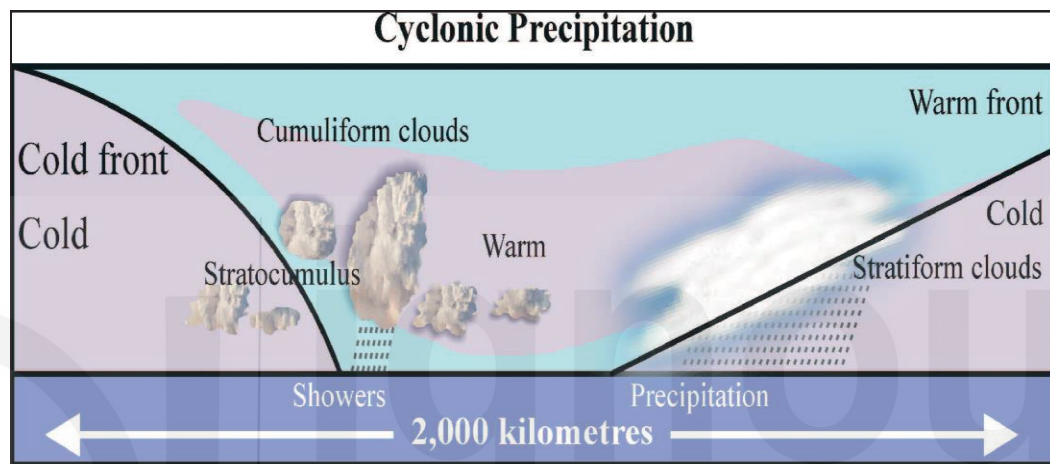 Cyclonic Precipitation
Warm front
Cumuliform clouds
Cold front
Cold
Cold
Warm
Stratocumulus
Stratiform clouds
Showers
Precipitation
2,000 kilometres